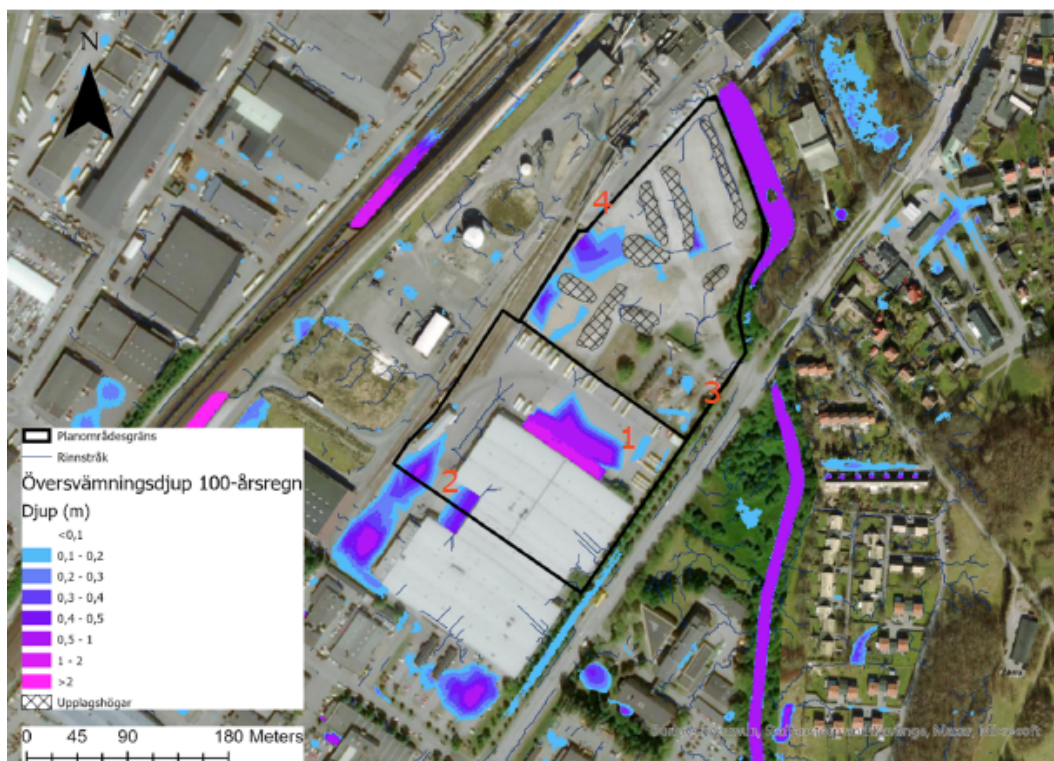 N
4
3
1
2
Planområdesgräns
Rinnstråk
Översvämningsdjup 100-årsregn
Djup (m)
<0,1
0,1 - 0,2
0,2 - 0,3
0,3 - 0,4
0,4 - 0,5
0,5 - 1
1 - 2
>2
Upplagshögar
0 45 90 180 Meters
Maxar, Microsoft